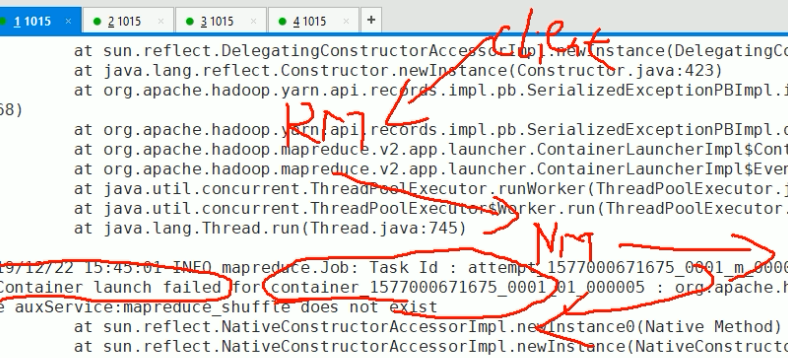 1 1015 × 2 1015 × 3 1015 × 4 1015 × +
at sun.reflect.DelegatingConstructorAccessorImpl.newInstance(DelegatingCo
client
at java.lang.reflect.Constructor.newInstance(Constructor.java:423)
at org.apache.hadoop.yarn.api.records.impl.pb.SerializedExceptionPBImpl.i
68)
RM
at org.apache.hadoop.yarn.api.records.impl.pb.SerializedExceptionPBImpl.d
at org.apache.hadoop.mapreduce.v2.app.launcher.ContainerLauncherImpl$Cont
at org.apache.hadoop.mapreduce.v2.app.launcher.ContainerLauncherImpl$Even
at java.util.concurrent.ThreadPoolExecutor.runWorker(ThreadPoolExecutor.j
at java.util.concurrent.ThreadPoolExecutor$Worker.run(ThreadPoolExecutor.
at java.lang.Thread.run(Thread.java:745)
NM
19/12/22 15:45:01 INFO mapreduce.Job: Task Id : attempt_1577000671675_0001_m_0000
Container launch failed for container_1577000671675_0001_01_000005 : org.apache.h
e auxService:mapreduce_shuffle does not exist
at sun.reflect.NativeConstructorAccessorImpl.newInstance0(Native Method)
at sun.reflect.NativeConstructorAccessorImpl.newInstance(NativeConstructo